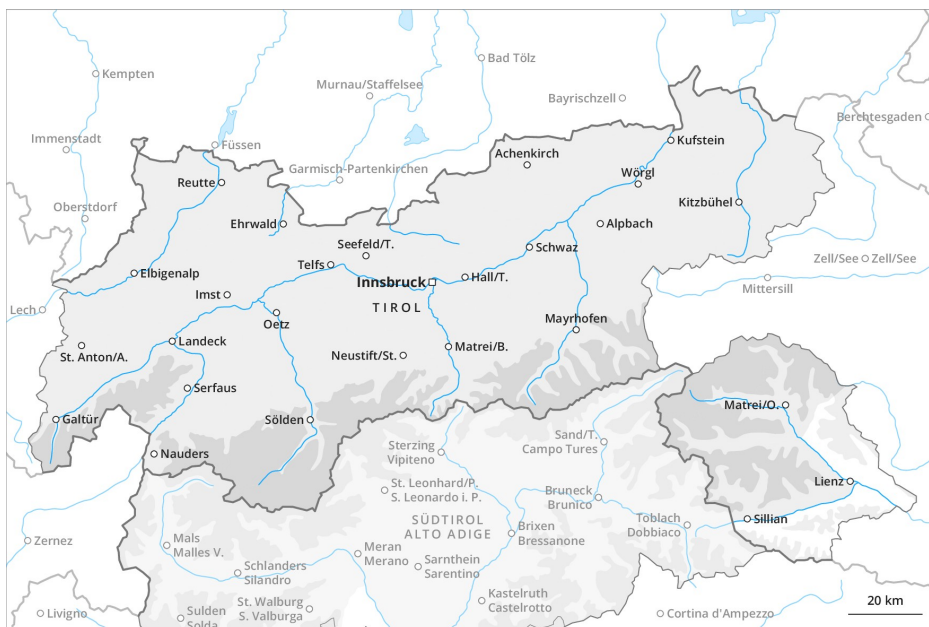 Kempten
Bad Tölz
Murnau/Staffelsee
Bayrischzell
Berchtesgaden
Immenstadt
Füssen
Kufstein
Achenkirch
Garmisch-Partenkirchen
Wörgl
Reutte
Kitzbühel
Oberstdorf
Ehrwald
Alpbach
Seefeld/T.
Schwaz
Telfs
Zell/See
Zell/See
Elbigenalp
Hall/T.
Innsbruck
Mittersill
Imst
Lech
TIROL
Oetz
Mayrhofen
Landeck
Matrei/B.
St. Anton/A.
Neustift/St.
Serfaus
Matrei/O.
Galtür
Sölden
Sand/T.
Campo Tures
Sterzing
Vipiteno
Nauders
Lienz
St. Leonhard/P.
S. Leonardo i. P.
Bruneck
Brunico
SÜDTIROL
ALTO ADIGE
Toblach
Dobbiaco
Sillian
Brixen
Bressanone
Zernez
Mals
Malles V.
Meran
Merano
Sarnthein
Sarentino
Schlanders
Silandro
Kastelruth
Castelrotto
St. Walburg
S. Valburga
20 km
Livigno
Sulden
Solda
Cortina d'Ampezzo